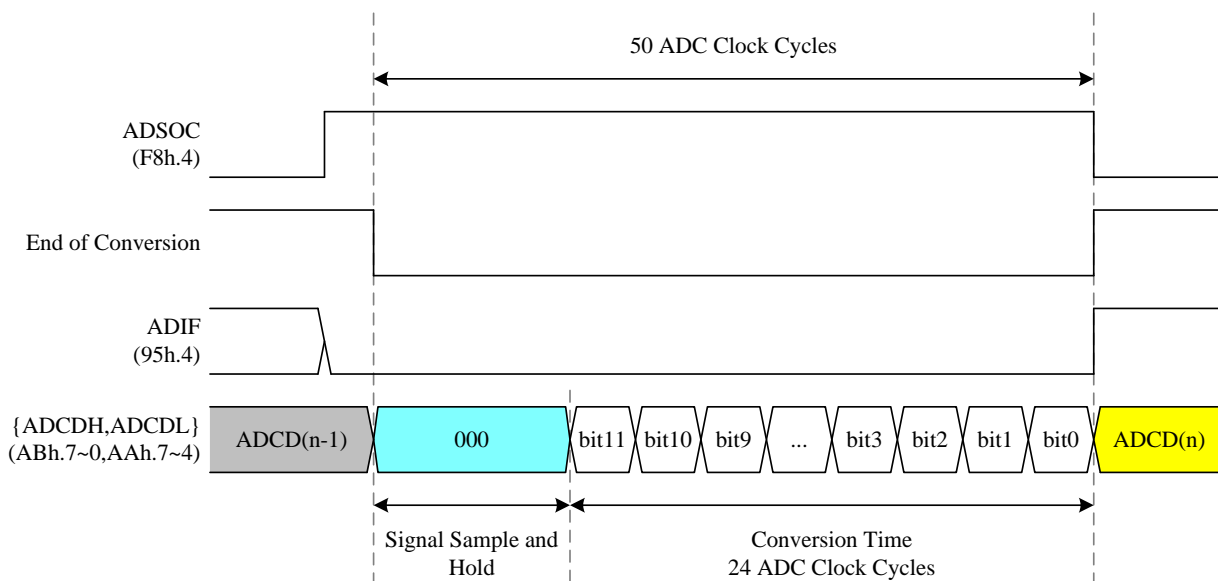 50 ADC Clock Cycles
ADSOC
(F8h.4)
End of Conversion
ADIF
(95h.4)
{ADCDH,ADCDL}
(ABh.7~0,AAh.7~4)
ADCD(n-1)
000
bit11
bit10
bit9
...
bit3
bit2
bit1
bit0
ADCD(n)
Signal Sample and
Hold
Conversion Time
24 ADC Clock Cycles